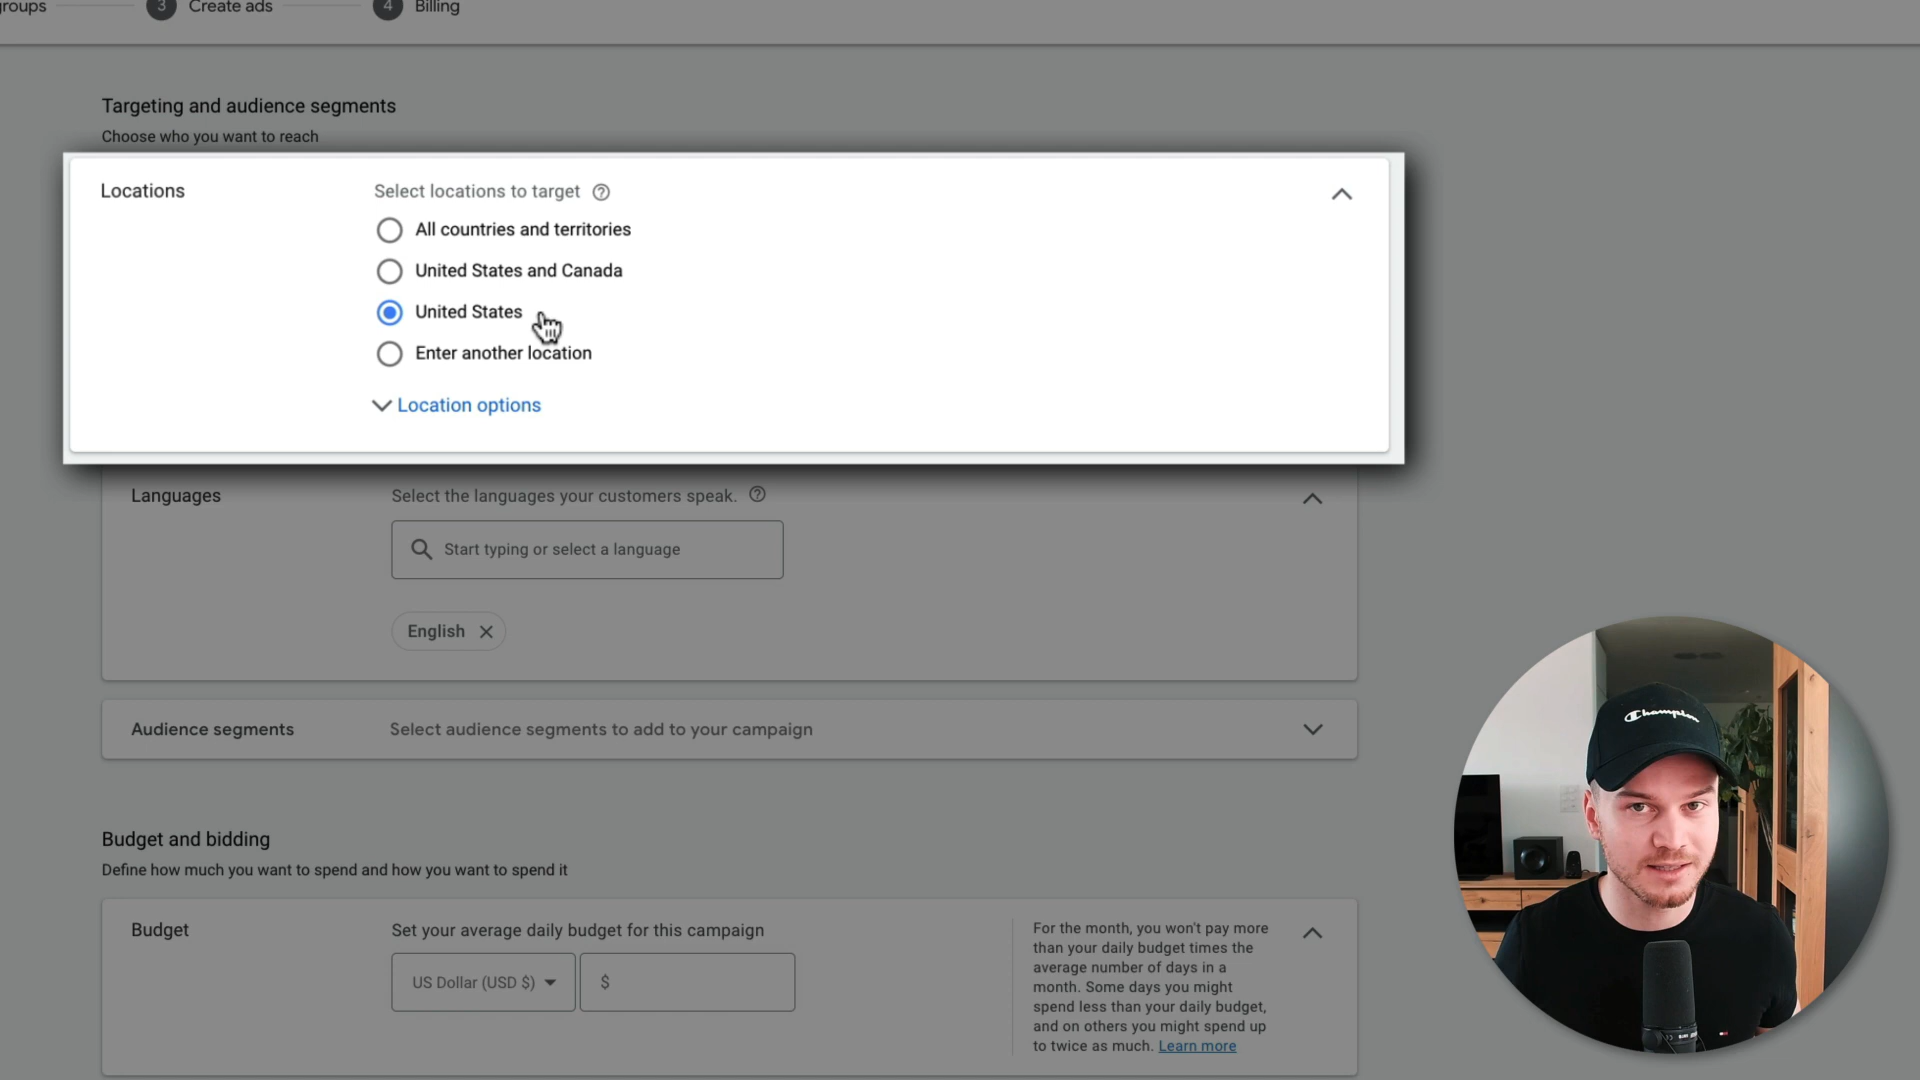 groups
3 Create ads
4 Billing
Targeting and audience segments
Choose who you want to reach
Locations
Select locations to target
All countries and territories
United States and Canada
United States
Enter another location
Location options
Languages
Select the languages your customers speak.
Start typing or select a language
English
Audience segments
Select audience segments to add to your campaign
Budget and bidding
Define how much you want to spend and how you want to spend it
Budget
Set your average daily budget for this campaign
US Dollar (USD $)
$
For the month, you won't pay more
than your daily budget times the
average number of days in a
month. Some days you might
spend less than your daily budget,
and on others you might spend up
to twice as much. Learn more
Champion